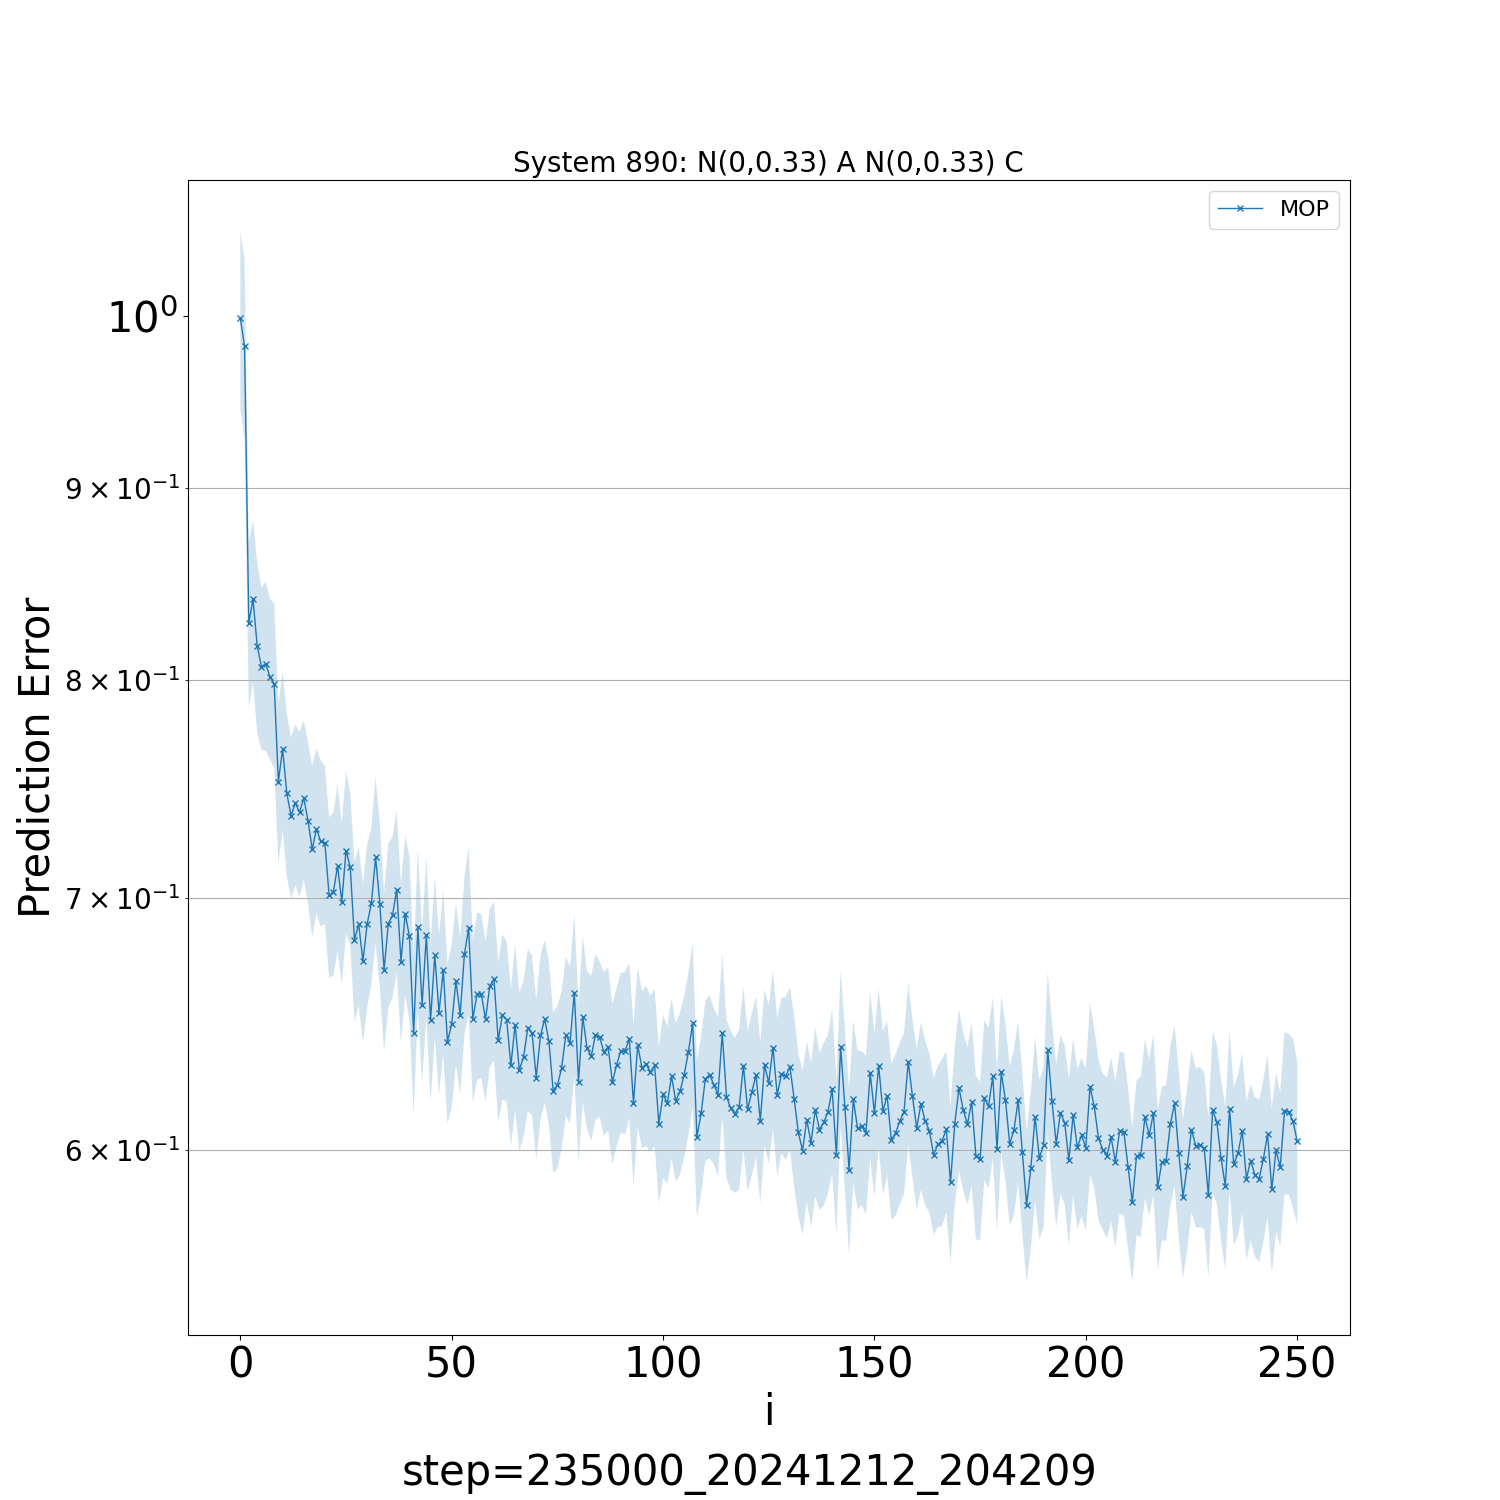 System 890: N(0,0.33) A N(0,0.33) C
MOP
10⁰
9 × 10⁻¹
8 × 10⁻¹
7 × 10⁻¹
6 × 10⁻¹
Prediction Error
0 50 100 150 200 250
i
step=235000_20241212_204209